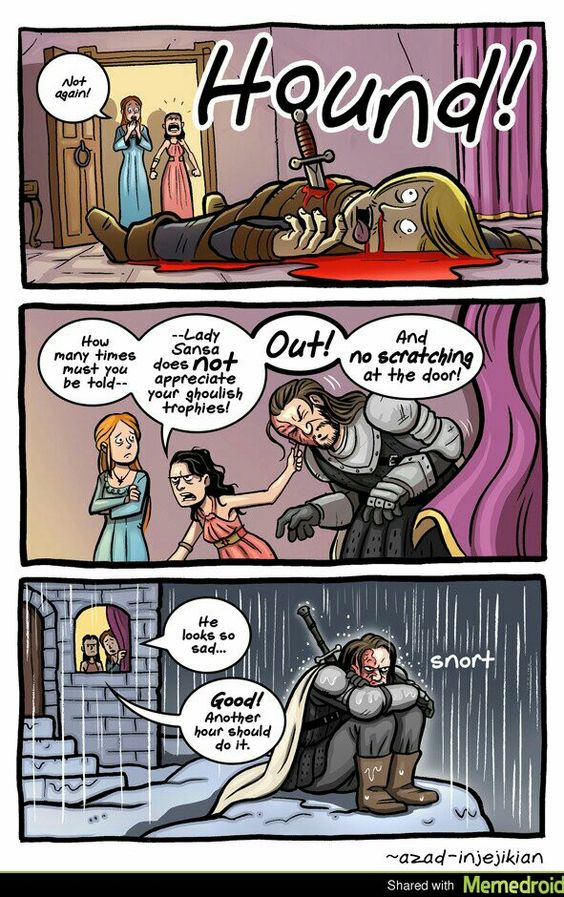 Not
again!
Hound!
How
many times
must you
be told--
--Lady
Sansa
does not
appreciate
your ghoulish
trophies!
Out!
And
no scratching
at the door!
He
looks so
sad...
Good!
Another
hour should
do it.
snort
~azad-injejikian
Shared with Memedroid